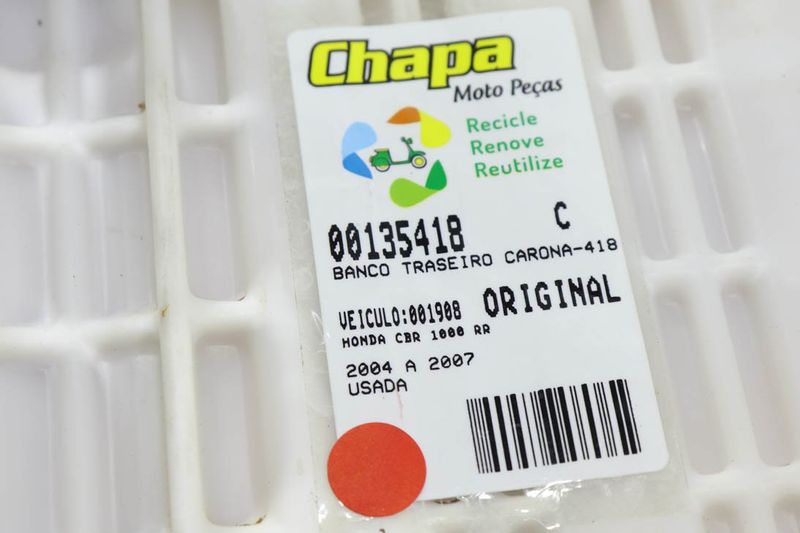 Chapa
Moto Peças
Recicle
Renove
Reutilize
00135418 C
BANCO TRASEIRO CARONA-418
VEICULO:001908 ORIGINAL
HONDA CBR 1000 RR
2004 A 2007
USADA